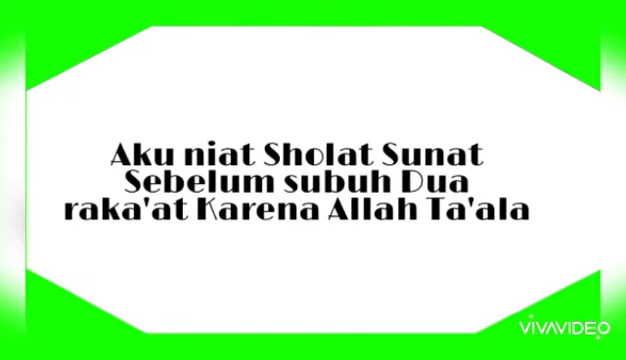 Aku niat Sholat Sunat
Sebelum subuh Dua
raka'at Karena Allah Ta'ala
VIVAVIDEO